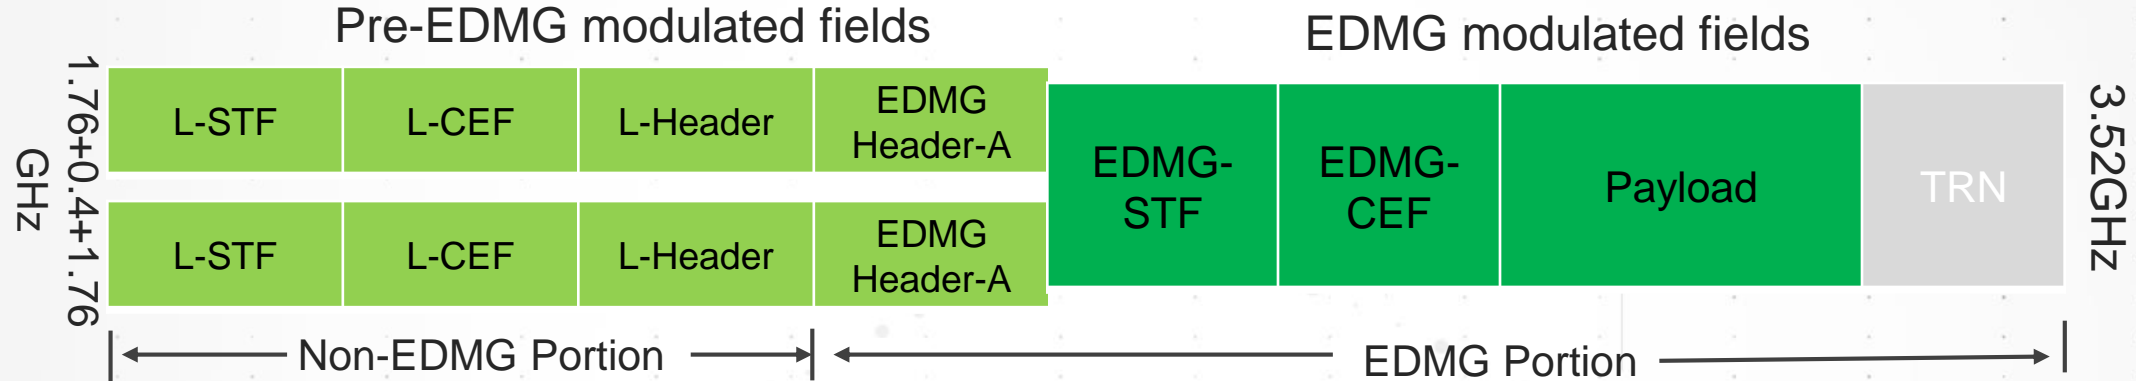 Pre-EDMG modulated fields
EDMG modulated fields
1.76+0.4+1.76
GHz
L-STF
L-CEF
L-Header
EDMG
Header-A
L-STF
L-CEF
L-Header
EDMG
Header-A
EDMG-
STF
EDMG-
CEF
Payload
TRN
3.52GHz
Non-EDMG Portion
EDMG Portion